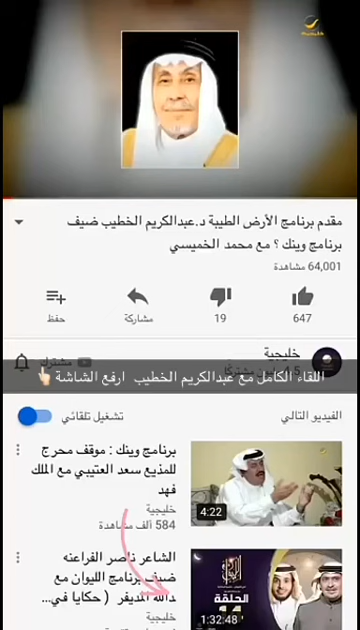 خليجية
مقدم برنامج الأرض الطيبة د.عبدالكريم الخطيب ضيف
برنامج وينك ؟ مع محمد الخميسي
64,001 مشاهدة
647
19
مشاركة
حفظ
خليجية
مشترك
اللقاء الكامل مع عبدالكريم الخطيب ارفع الشاشة
الفيديو التالي
تشغيل تلقائي
برنامج وينك : موقف محرج
للمذيع سعد العتيبي مع الملك
فهد
خليجية
584 ألف مشاهدة
4:22
الشاعر ناصر الفراعنه
ضيف برنامج الليوان مع
المديفر ( حكايا في...
خليجية
الحلقة
1:32:48